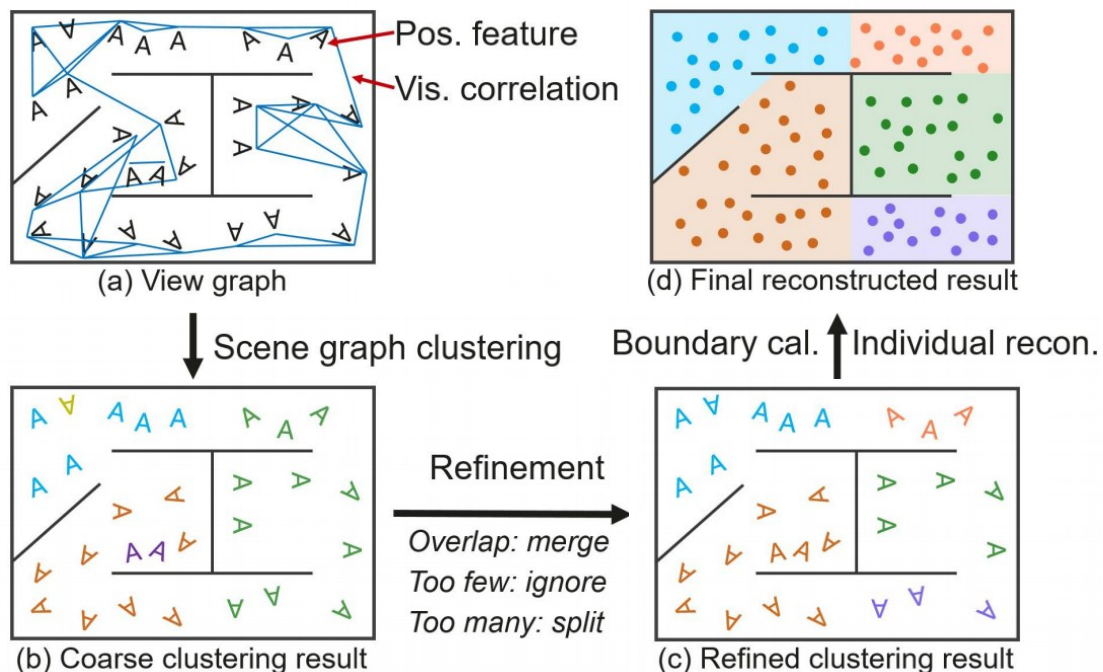 Pos. feature
Vis. correlation
(a) View graph
(d) Final reconstructed result
Scene graph clustering
Boundary cal.
Individual recon.
Refinement
Overlap: merge
Too few: ignore
Too many: split
(b) Coarse clustering result
(c) Refined clustering result